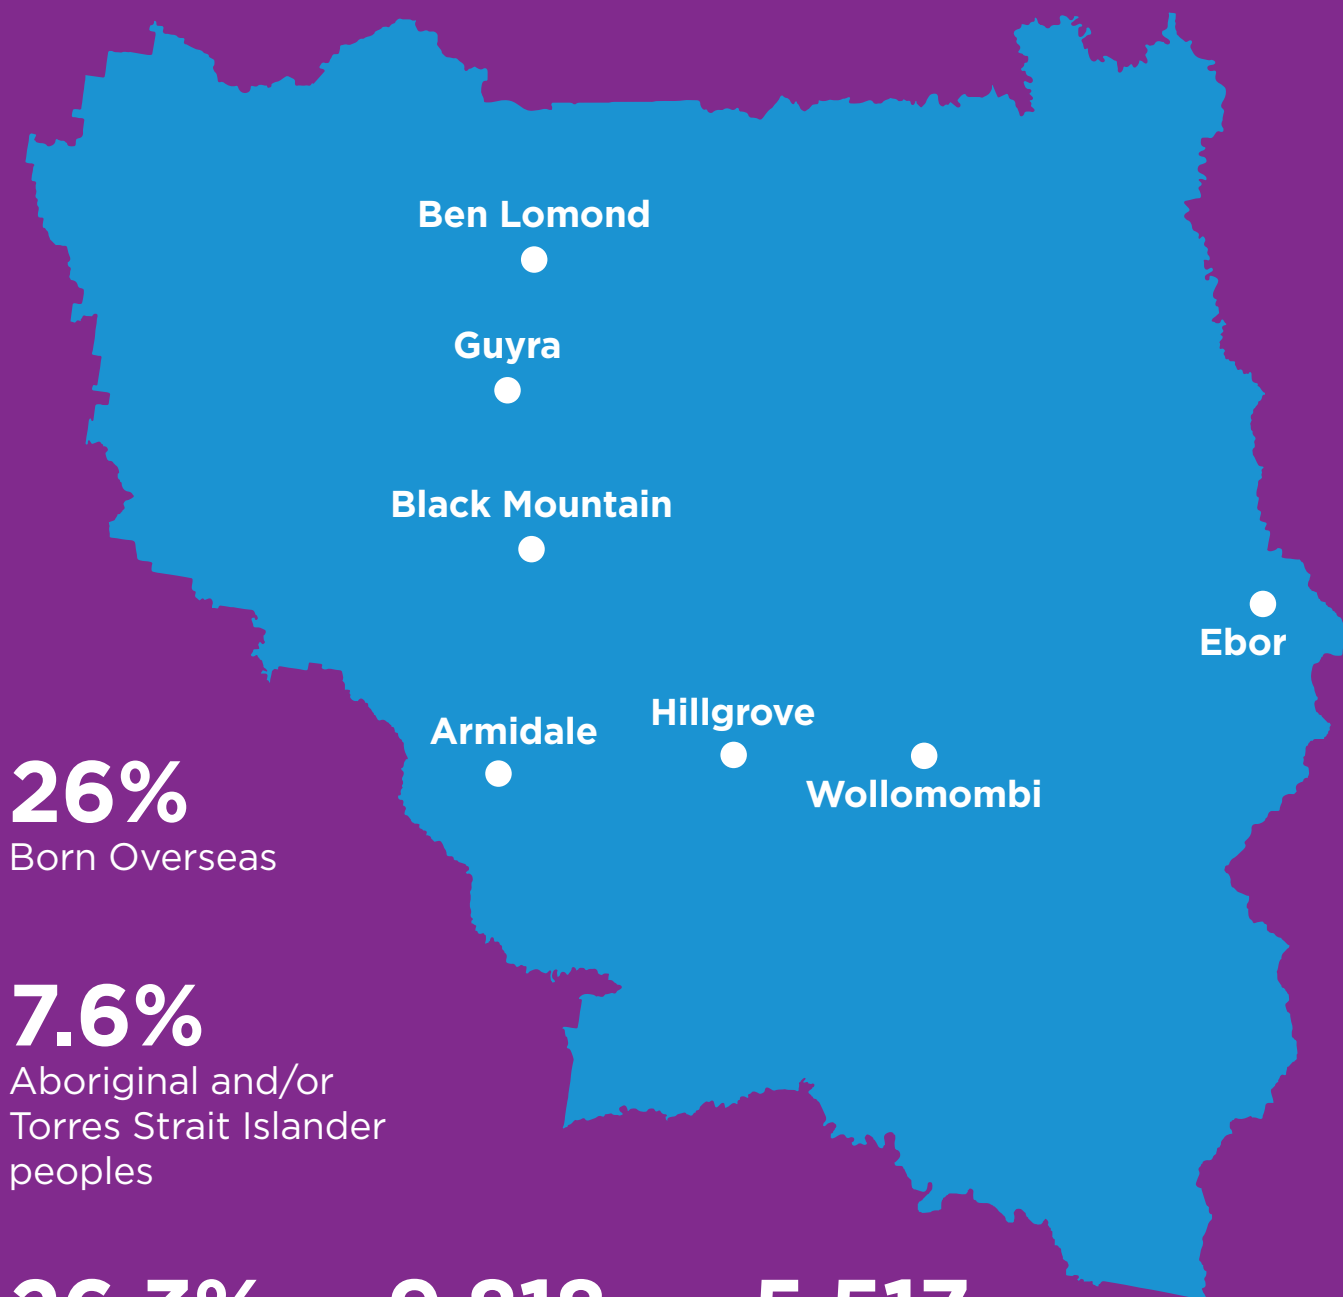 Ben Lomond
Guyra
Black Mountain
Ebor
Hillgrove
Armidale
Wollomombi
26%
Born Overseas
7.6%
Aboriginal and/or
Torres Strait Islander
peoples